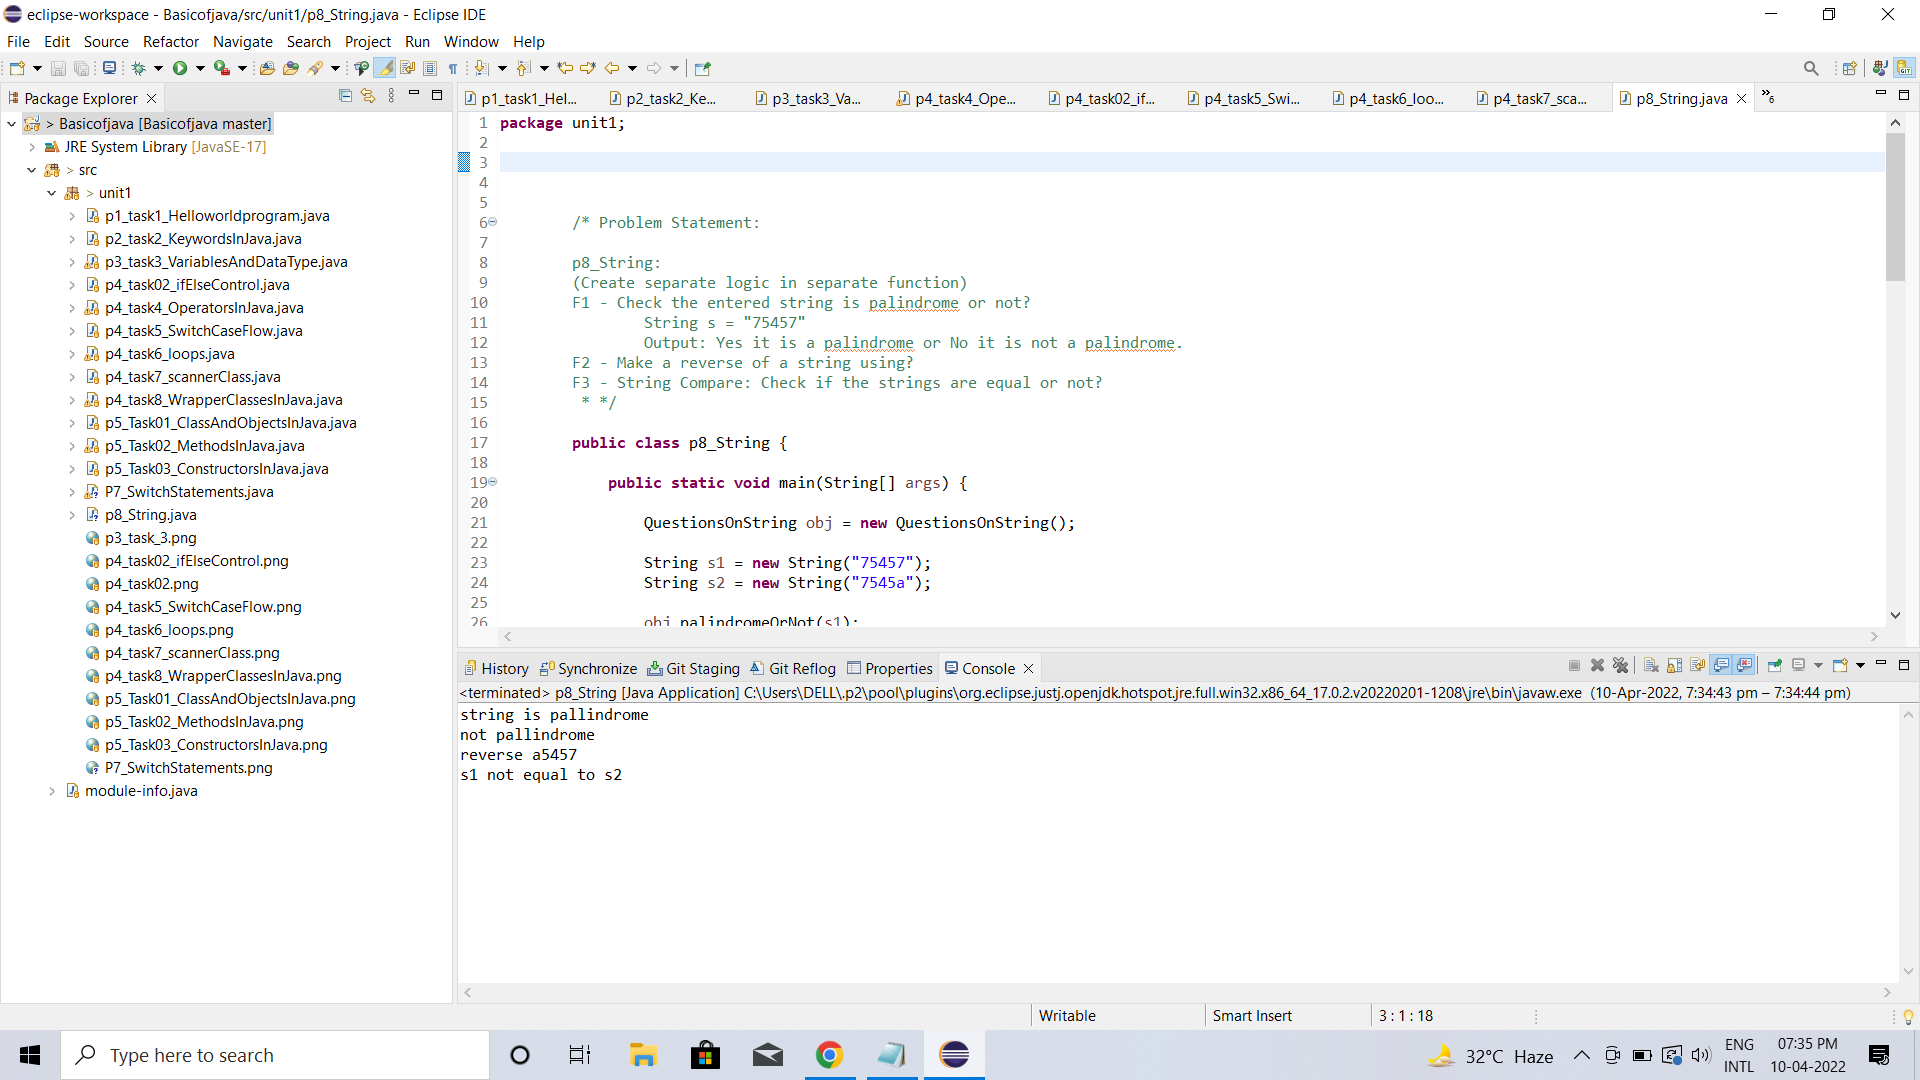 eclipse-workspace - Basicofjava/src/unit1/p8_String.java - Eclipse IDE
File Edit Source Refactor Navigate Search Project Run Window Help
Package Explorer
> Basicofjava [Basicofjava master]
JRE System Library [JavaSE-17]
> src
> unit1
p1_task1_Helloworldprogram.java
p2_task2_KeywordsInJava.java
p3_task3_VariablesAndDataType.java
p4_task02_ifElseControl.java
p4_task4_OperatorsInJava.java
p4_task5_SwitchCaseFlow.java
p4_task6_loops.java
p4_task7_scannerClass.java
p4_task8_WrapperClassesInJava.java
p5_Task01_ClassAndObjectsInJava.java
p5_Task02_MethodsInJava.java
p5_Task03_ConstructorsInJava.java
P7_SwitchStatements.java
p8_String.java
p3_task_3.png
p4_task02_ifElseControl.png
p4_task02.png
p4_task5_SwitchCaseFlow.png
p4_task6_loops.png
p4_task7_scannerClass.png
p4_task8_WrapperClassesInJava.png
p5_Task01_ClassAndObjectsInJava.png
p5_Task02_MethodsInJava.png
p5_Task03_ConstructorsInJava.png
P7_SwitchStatements.png
module-info.java
p1_task1_Hel... p2_task2_Ke... p3_task3_Va... p4_task4_Ope... p4_task02_if... p4_task5_Swi... p4_task6_loo... p4_task7_sca... p8_String.java »6
1 package unit1;
2
3
4
5
6 /* Problem Statement:
7
8 p8_String:
9 (Create separate logic in separate function)
10 F1 - Check the entered string is palindrome or not?
11 String s = "75457"
12 Output: Yes it is a palindrome or No it is not a palindrome.
13 F2 - Make a reverse of a string using?
14 F3 - String Compare: Check if the strings are equal or not?
15 * */
16
17 public class p8_String {
18
19 public static void main(String[] args) {
20
21 QuestionsOnString obj = new QuestionsOnString();
22
23 String s1 = new String("75457");
24 String s2 = new String("7545a");
25
26 obj.palindromeOrNot(s1);
History Synchronize Git Staging Git Reflog Properties Console
<terminated> p8_String [Java Application] C:\Users\DELL\.p2\pool\plugins\org.eclipse.justj.openjdk.hotspot.jre.full.win32.x86_64_17.0.2.v20220201-1208\jre\bin\javaw.exe (10-Apr-2022, 7:34:43 pm – 7:34:44 pm)
string is pallindrome
not pallindrome
reverse a5457
s1 not equal to s2
Writable Smart Insert 3 : 1 : 18
Type here to search
32°C Haze
ENG
INTL
07:35 PM
10-04-2022